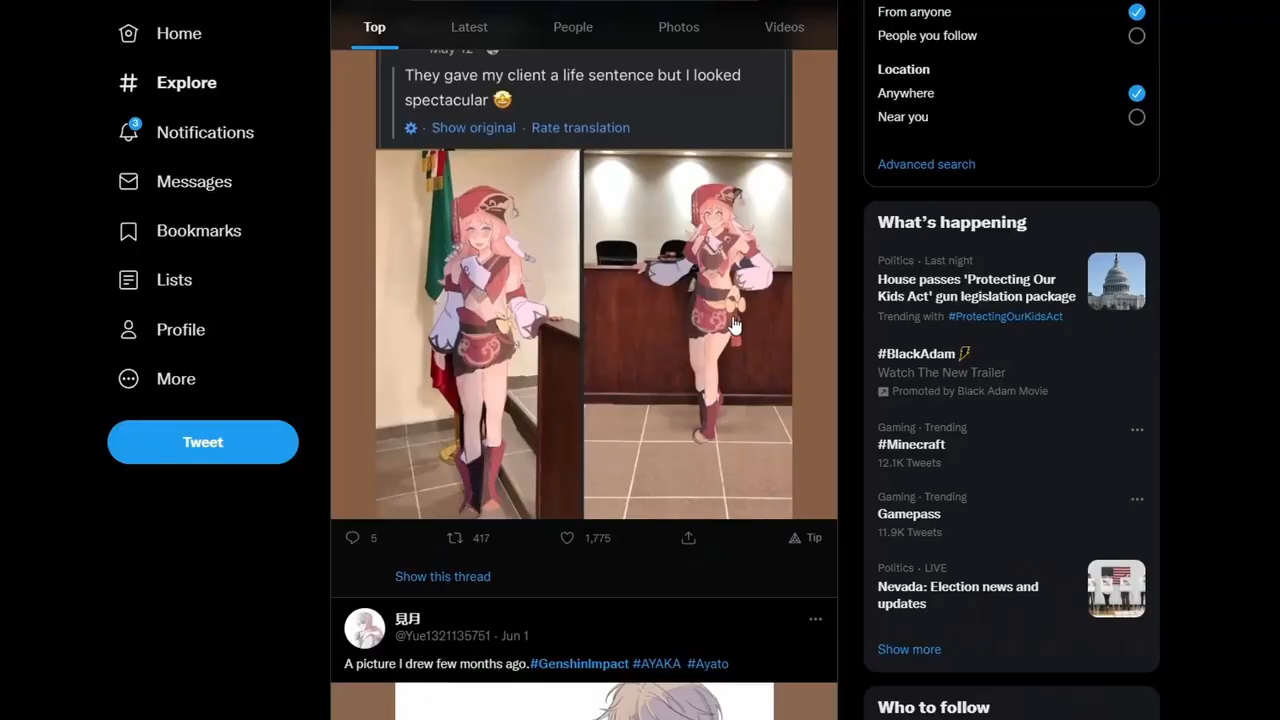 Home
Explore
3
Notifications
Messages
Bookmarks
Lists
Profile
More
Tweet
Top
Latest
People
Photos
Videos
May 12
They gave my client a life sentence but I looked
spectacular 🤩
· Show original · Rate translation
5
417
1,775
Tip
Show this thread
見月
@Yue1321135751 · Jun 1
A picture I drew few months ago.#GenshinImpact #AYAKA #Ayato
From anyone
People you follow
Location
Anywhere
Near you
Advanced search
What's happening
Politics · Last night
House passes 'Protecting Our
Kids Act' gun legislation package
Trending with #ProtectingOurKidsAct
#BlackAdam
Watch The New Trailer
Promoted by Black Adam Movie
Gaming · Trending
#Minecraft
12.1K Tweets
Gaming · Trending
Gamepass
11.9K Tweets
Politics · LIVE
Nevada: Election news and
updates
Show more
Who to follow